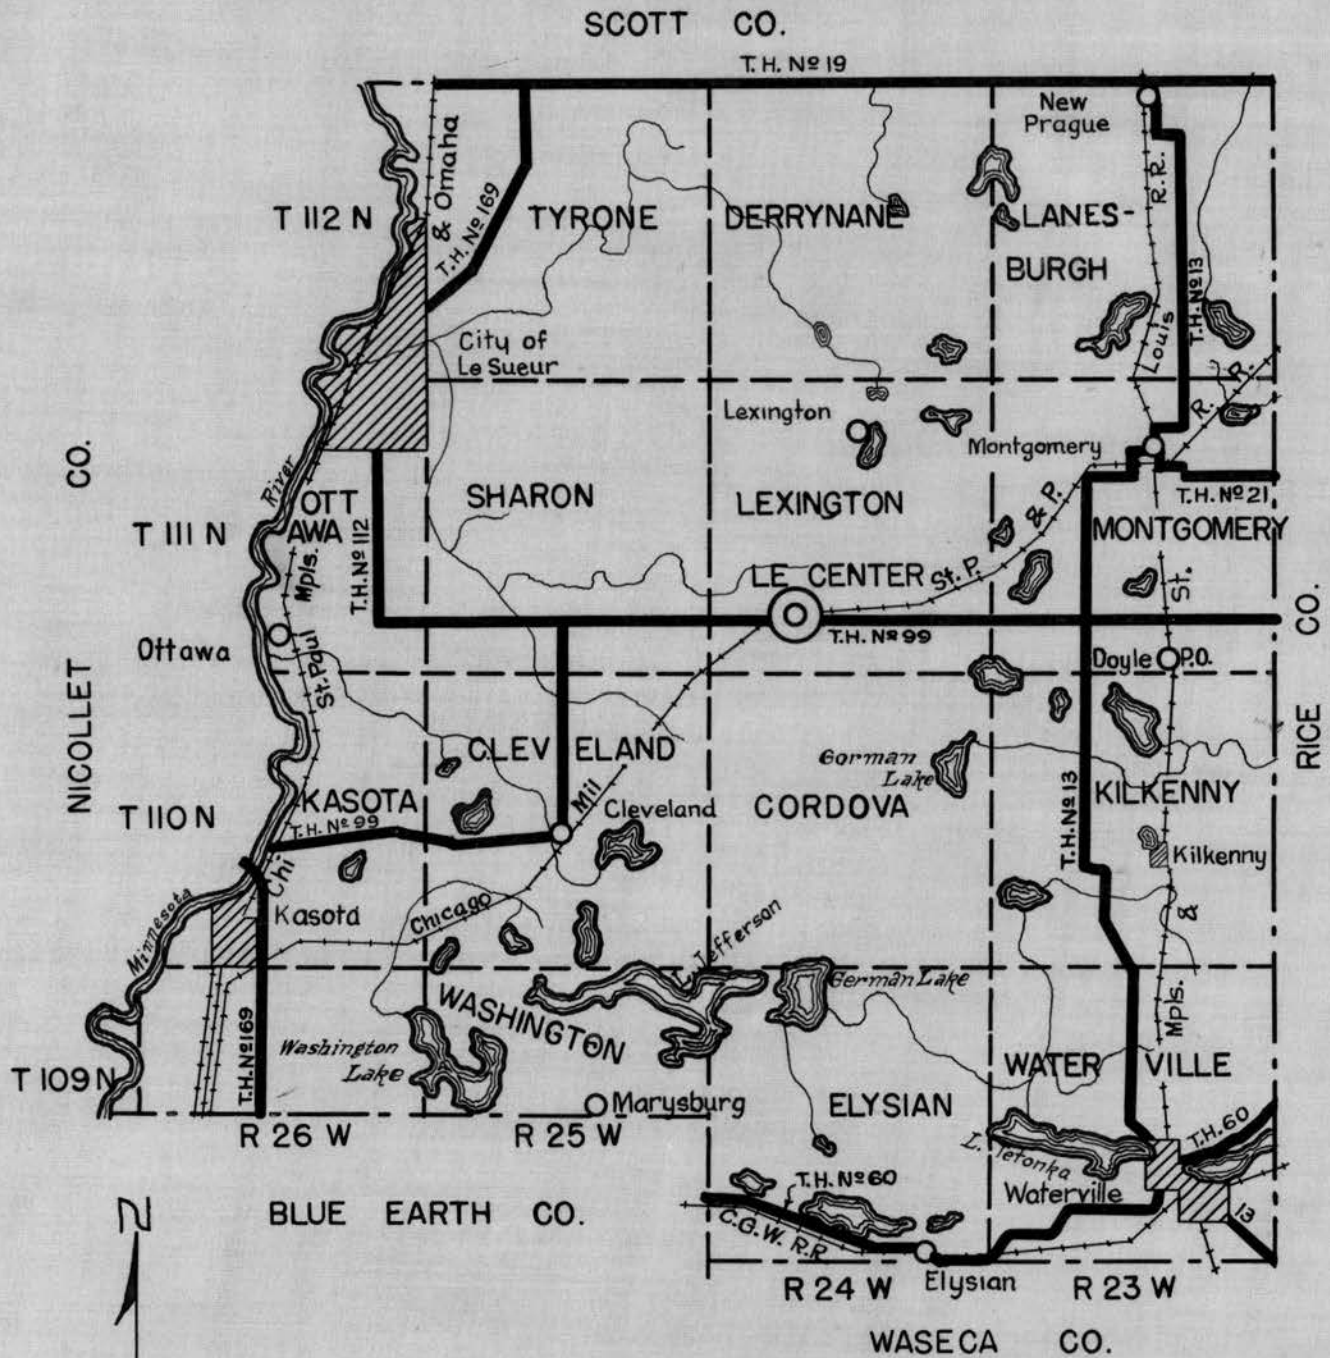 SCOTT CO.
T.H. Nº 19
New
Prague
& Omaha
R.R.
T 112 N
T.H. Nº 169
TYRONE
DERRYNANE
LANES-
BURGH
T.H. Nº 13
Louis
City of
Le Sueur
R. R.
Lexington
Montgomery
CO.
River
OTT
AWA
SHARON
LEXINGTON
T.H. Nº 21
T 111 N
Mpls.
T.H. Nº 112
& P.
MONTGOMERY
LE CENTER
St. P.
St.
T.H. Nº 99
CO.
Ottawa
St. Paul
Doyle P.O.
NICOLLET
CLEVELAND
Gorman
Lake
RICE
T 110 N
KASOTA
Mil
Cleveland
CORDOVA
T.H. Nº 13
KILKENNY
T.H. Nº 99
Kilkenny
Chi
Minnesota
Kasota
Chicago
&
L. Jefferson
German Lake
WASHINGTON
Mpls.
Washington
Lake
T 109 N
T.H. Nº 169
WATERVILLE
Marysburg
ELYSIAN
R 26 W
R 25 W
T.H. 60
L. Tetonka
T.H. Nº 60
Waterville
N
BLUE EARTH CO.
C.G.W. R.R.
13
R 24 W
Elysian
R 23 W
WASECA CO.